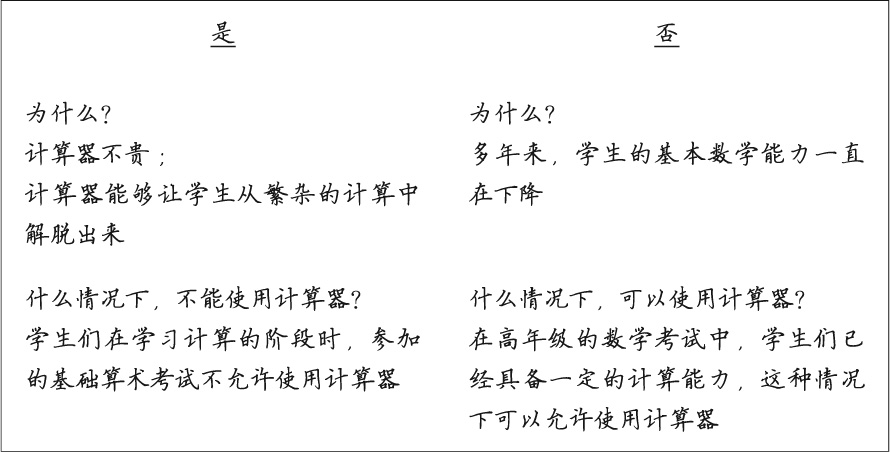 是
为什么？
计算器不贵；
计算器能够让学生从繁杂的计算中
解脱出来
什么情况下，不能使用计算器？
学生们在学习计算的阶段时，参加
的基础算术考试不允许使用计算器
否
为什么？
多年来，学生的基本数学能力一直
在下降
什么情况下，可以使用计算器？
在高年级的数学考试中，学生们已
经具备一定的计算能力，这种情况
下可以允许使用计算器